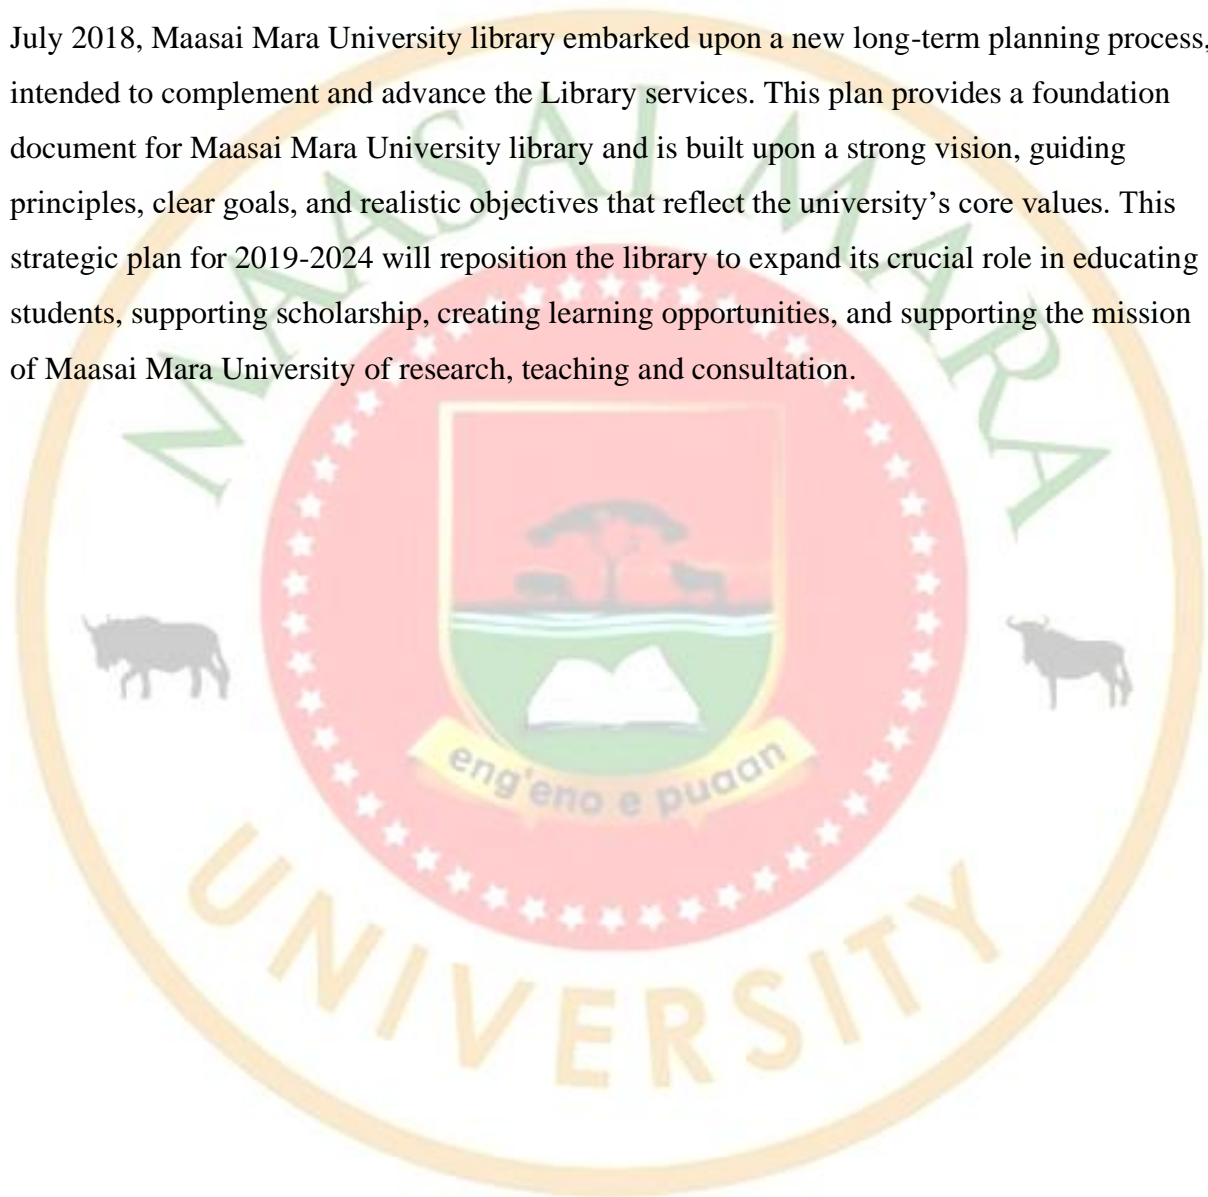 July 2018, Maasai Mara University library embarked upon a new long-term planning process,
intended to complement and advance the Library services. This plan provides a foundation
document for Maasai Mara University library and is built upon a strong vision, guiding
principles, clear goals, and realistic objectives that reflect the university’s core values. This
strategic plan for 2019-2024 will reposition the library to expand its crucial role in educating
students, supporting scholarship, creating learning opportunities, and supporting the mission
of Maasai Mara University of research, teaching and consultation.
MAASAI MARA
eng'eno e puaan
UNIVERSITY